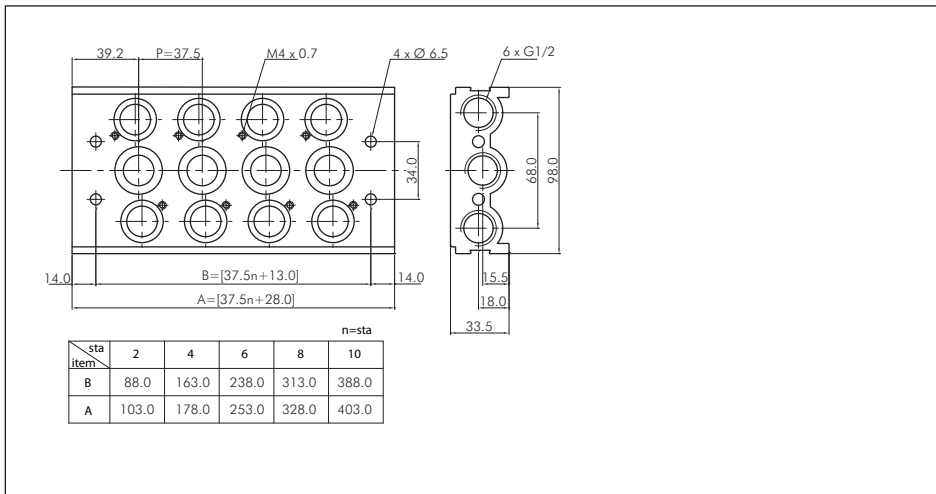 39.2
P=37.5
M4 x 0.7
4 x Ø 6.5
6 x G1/2
34.0
68.0
98.0
14.0
B=[37.5n+13.0]
14.0
A=[37.5n+28.0]
15.5
18.0
33.5
n=sta
sta
item
2 4 6 8 10
B 88.0 163.0 238.0 313.0 388.0
A 103.0 178.0 253.0 328.0 403.0